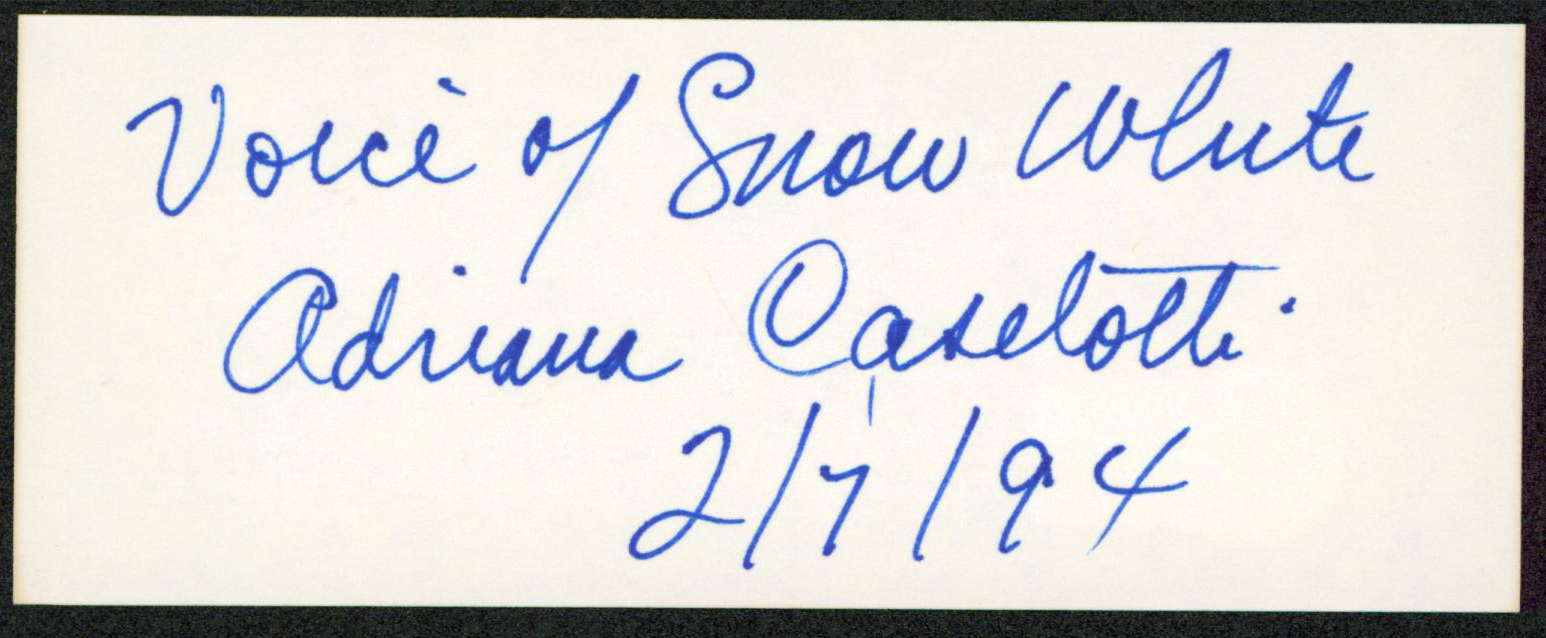 Voice of Snow White
Adriana Caselotti
2/7/94